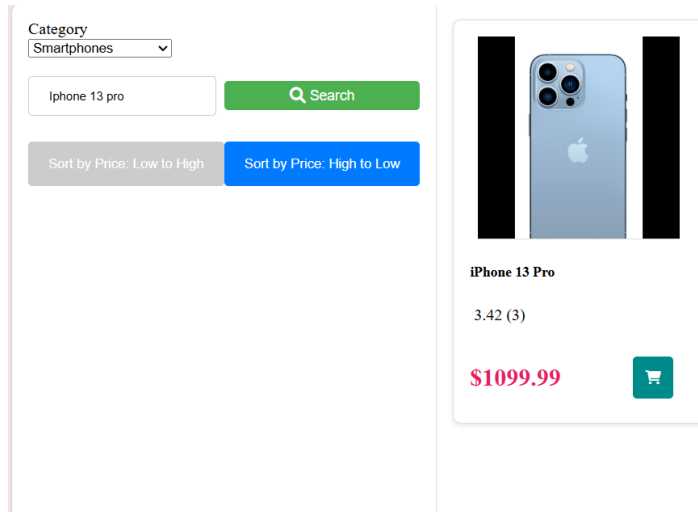 Category
Smartphones
Iphone 13 pro
Search
Sort by Price: Low to High
Sort by Price: High to Low
iPhone 13 Pro
3.42 (3)
$1099.99